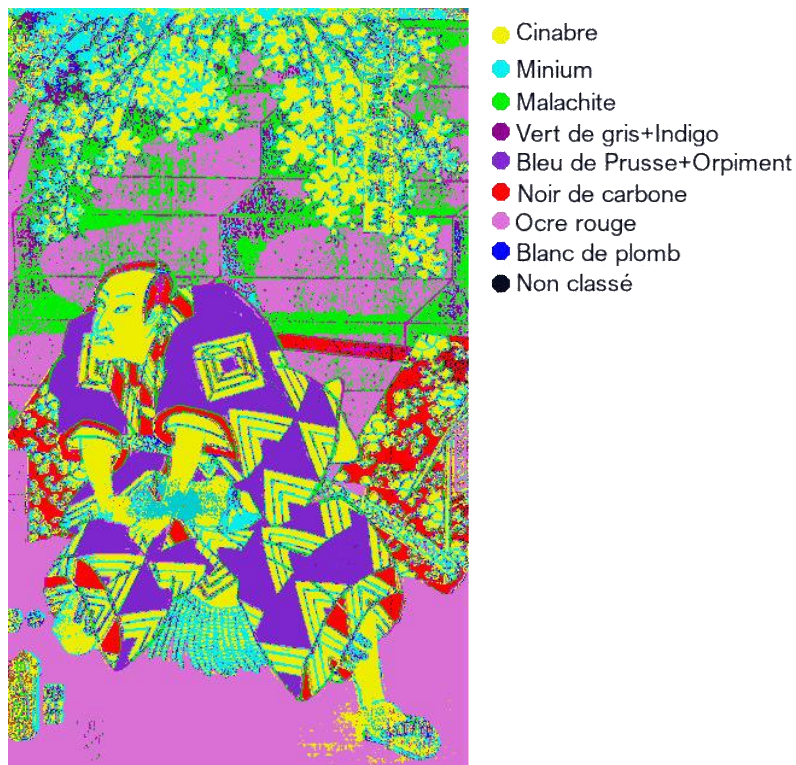 Cinabre
Minium
Malachite
Vert de gris+Indigo
Bleu de Prusse+Orpiment
Noir de carbone
Ocre rouge
Blanc de plomb
Non classé